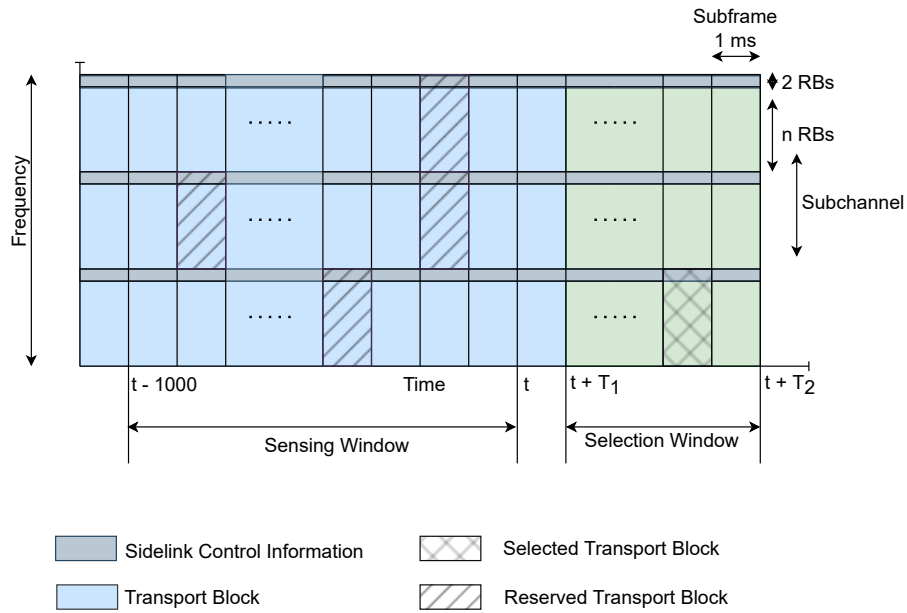 Subframe
1 ms
2 RBs
. . . . .
. . . . .
n RBs
Frequency
Subchannel
. . . . .
. . . . .
. . . . .
. . . . .
t - 1000
Time
t
t + T₁
t + T₂
Sensing Window
Selection Window
Sidelink Control Information
Selected Transport Block
Transport Block
Reserved Transport Block